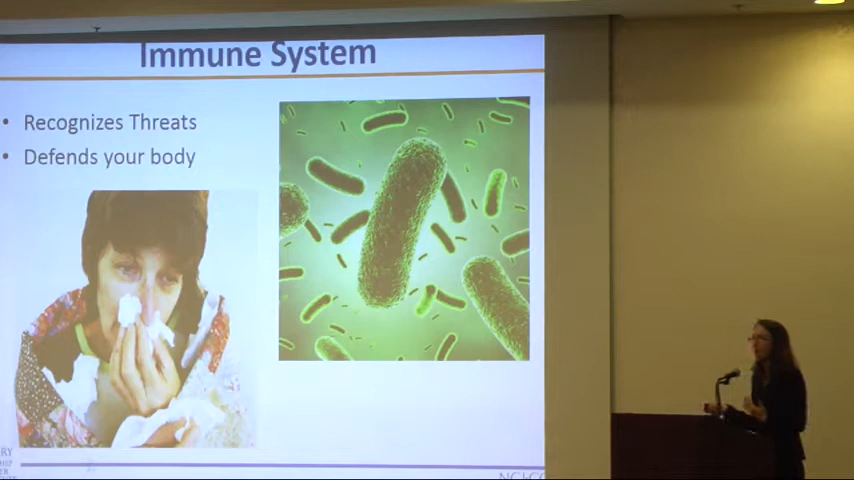 Immune System
• Recognizes Threats
• Defends your body